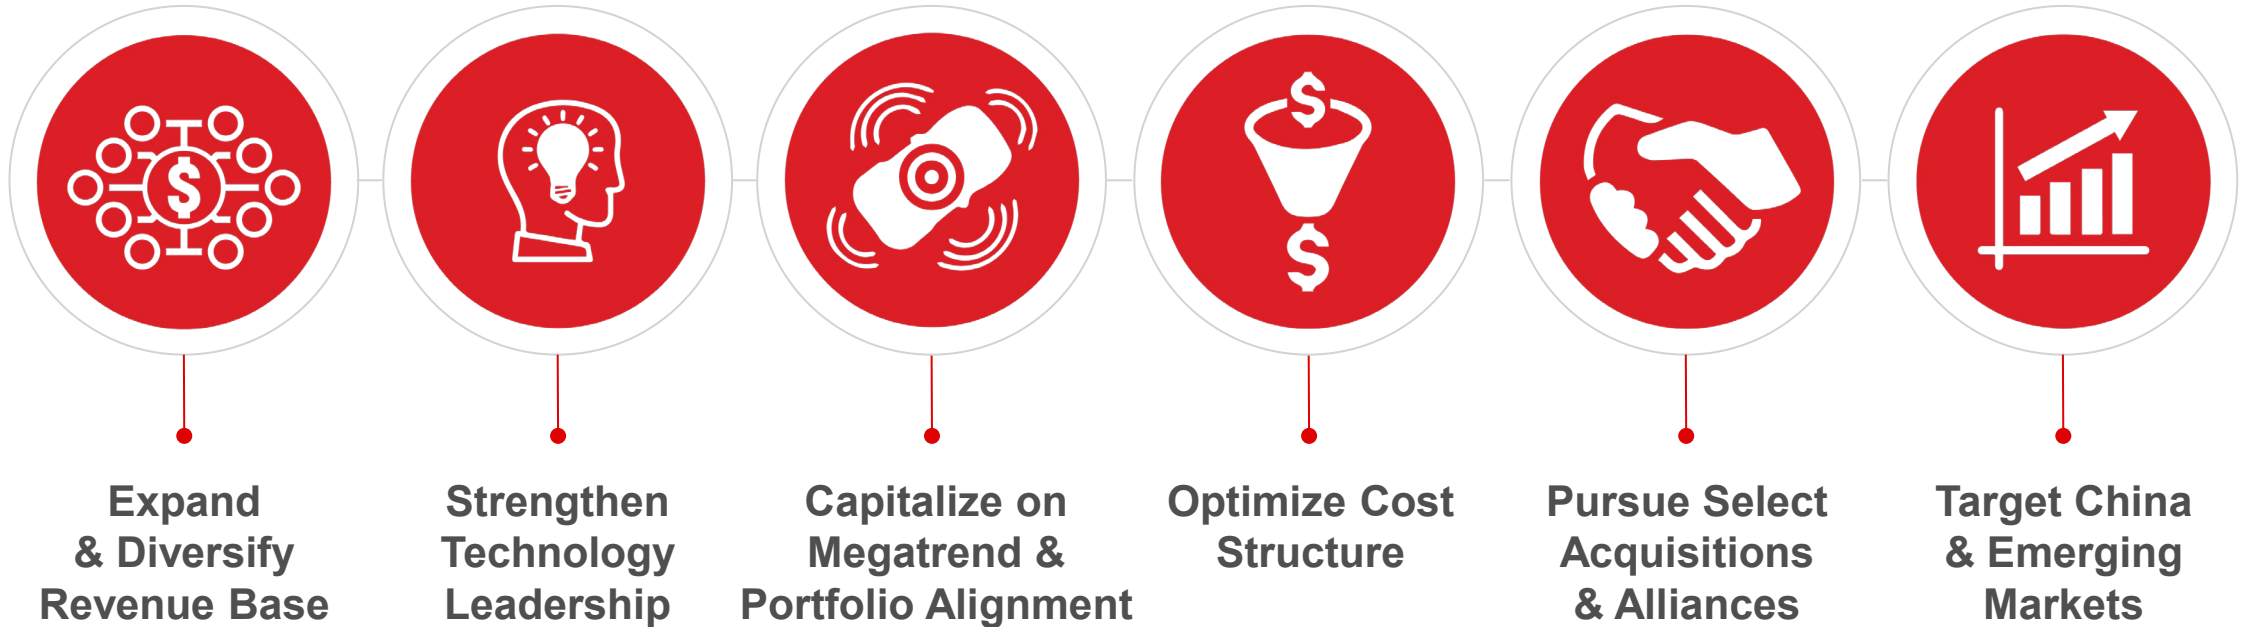 $
$
$
Expand
& Diversify
Revenue Base
Strengthen
Technology
Leadership
Capitalize on
Megatrend &
Portfolio Alignment
Optimize Cost
Structure
Pursue Select
Acquisitions
& Alliances
Target China
& Emerging
Markets